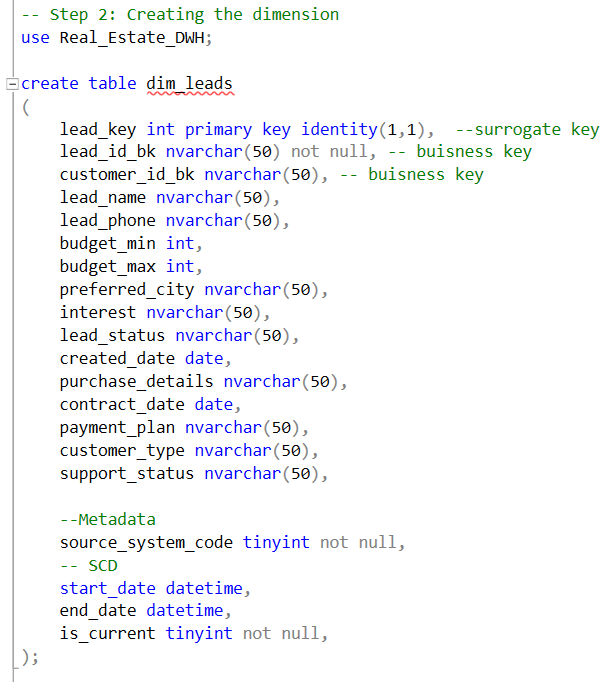 -- Step 2: Creating the dimension
use Real_Estate_DWH;
create table dim_leads
(
lead_key int primary key identity(1,1),  --surrogate key
lead_id_bk nvarchar(50) not null, -- buisness key
customer_id_bk nvarchar(50), -- buisness key
lead_name nvarchar(50),
lead_phone nvarchar(50),
budget_min int,
budget_max int,
preferred_city nvarchar(50),
interest nvarchar(50),
lead_status nvarchar(50),
created_date date,
purchase_details nvarchar(50),
contract_date date,
payment_plan nvarchar(50),
customer_type nvarchar(50),
support_status nvarchar(50),
--Metadata
source_system_code tinyint not null,
-- SCD
start_date datetime,
end_date datetime,
is_current tinyint not null,
);